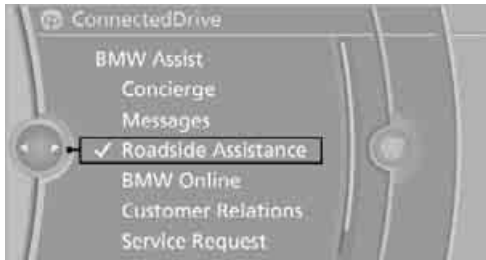 ConnectedDrive
BMW Assist
Concierge
Messages
✓ Roadside Assistance
BMW Online
Customer Relations
Service Request